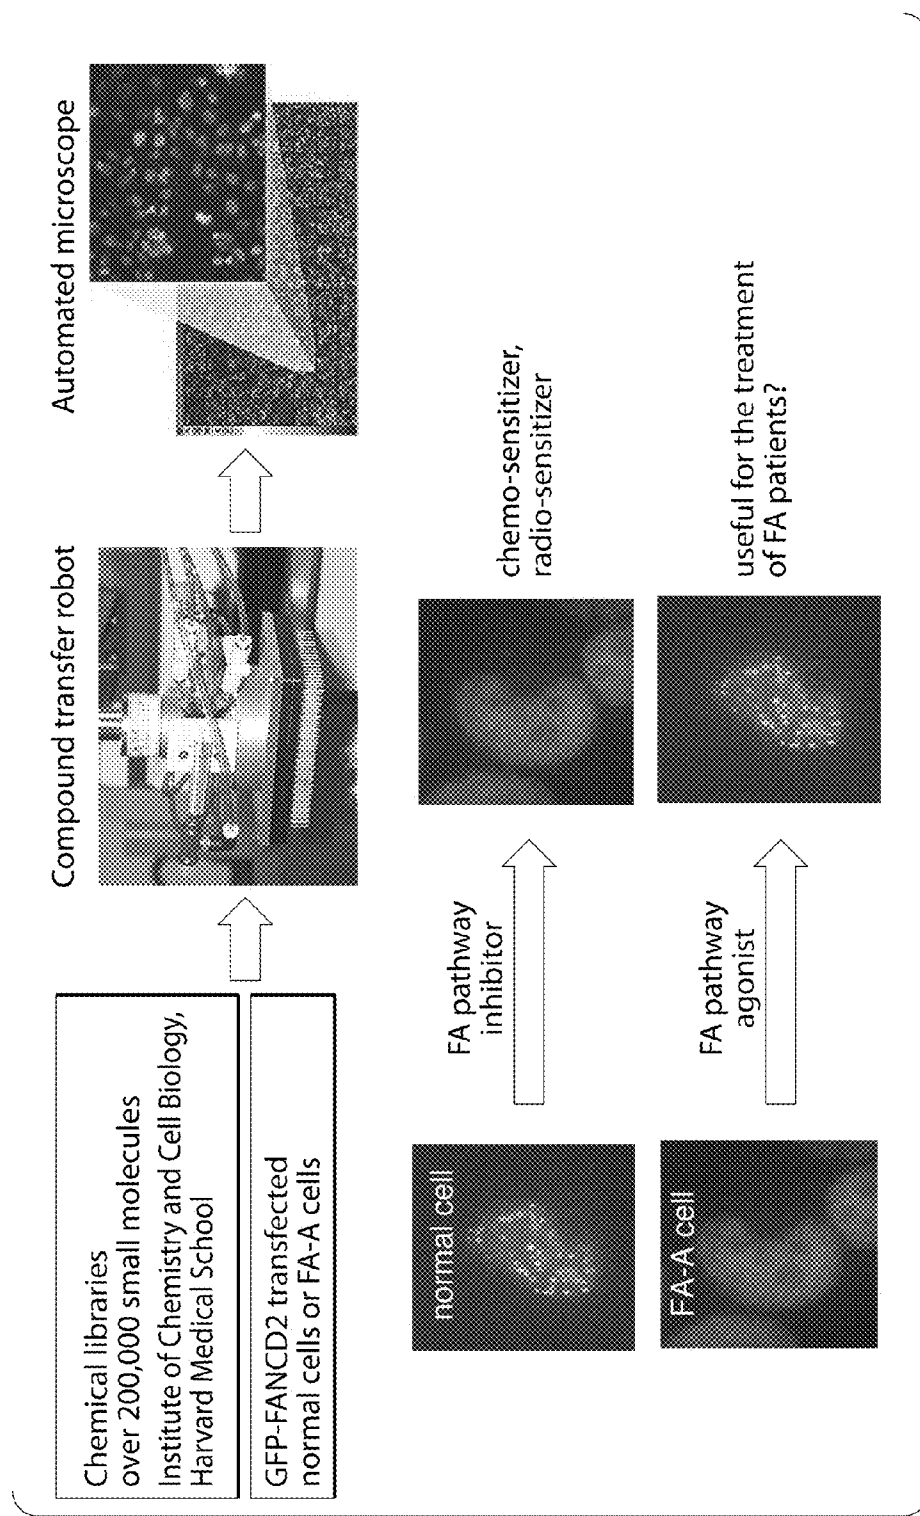 Chemical libraries
over 200,000 small molecules
Institute of Chemistry and Cell Biology,
Harvard Medical School
GFP-FANCD2 transfected
normal cells or FA-A cells
Compound transfer robot
Automated microscope
normal cell
FA pathway
inhibitor
chemo-sensitizer,
radio-sensitizer
FA-A cell
FA pathway
agonist
useful for the treatment
of FA patients?